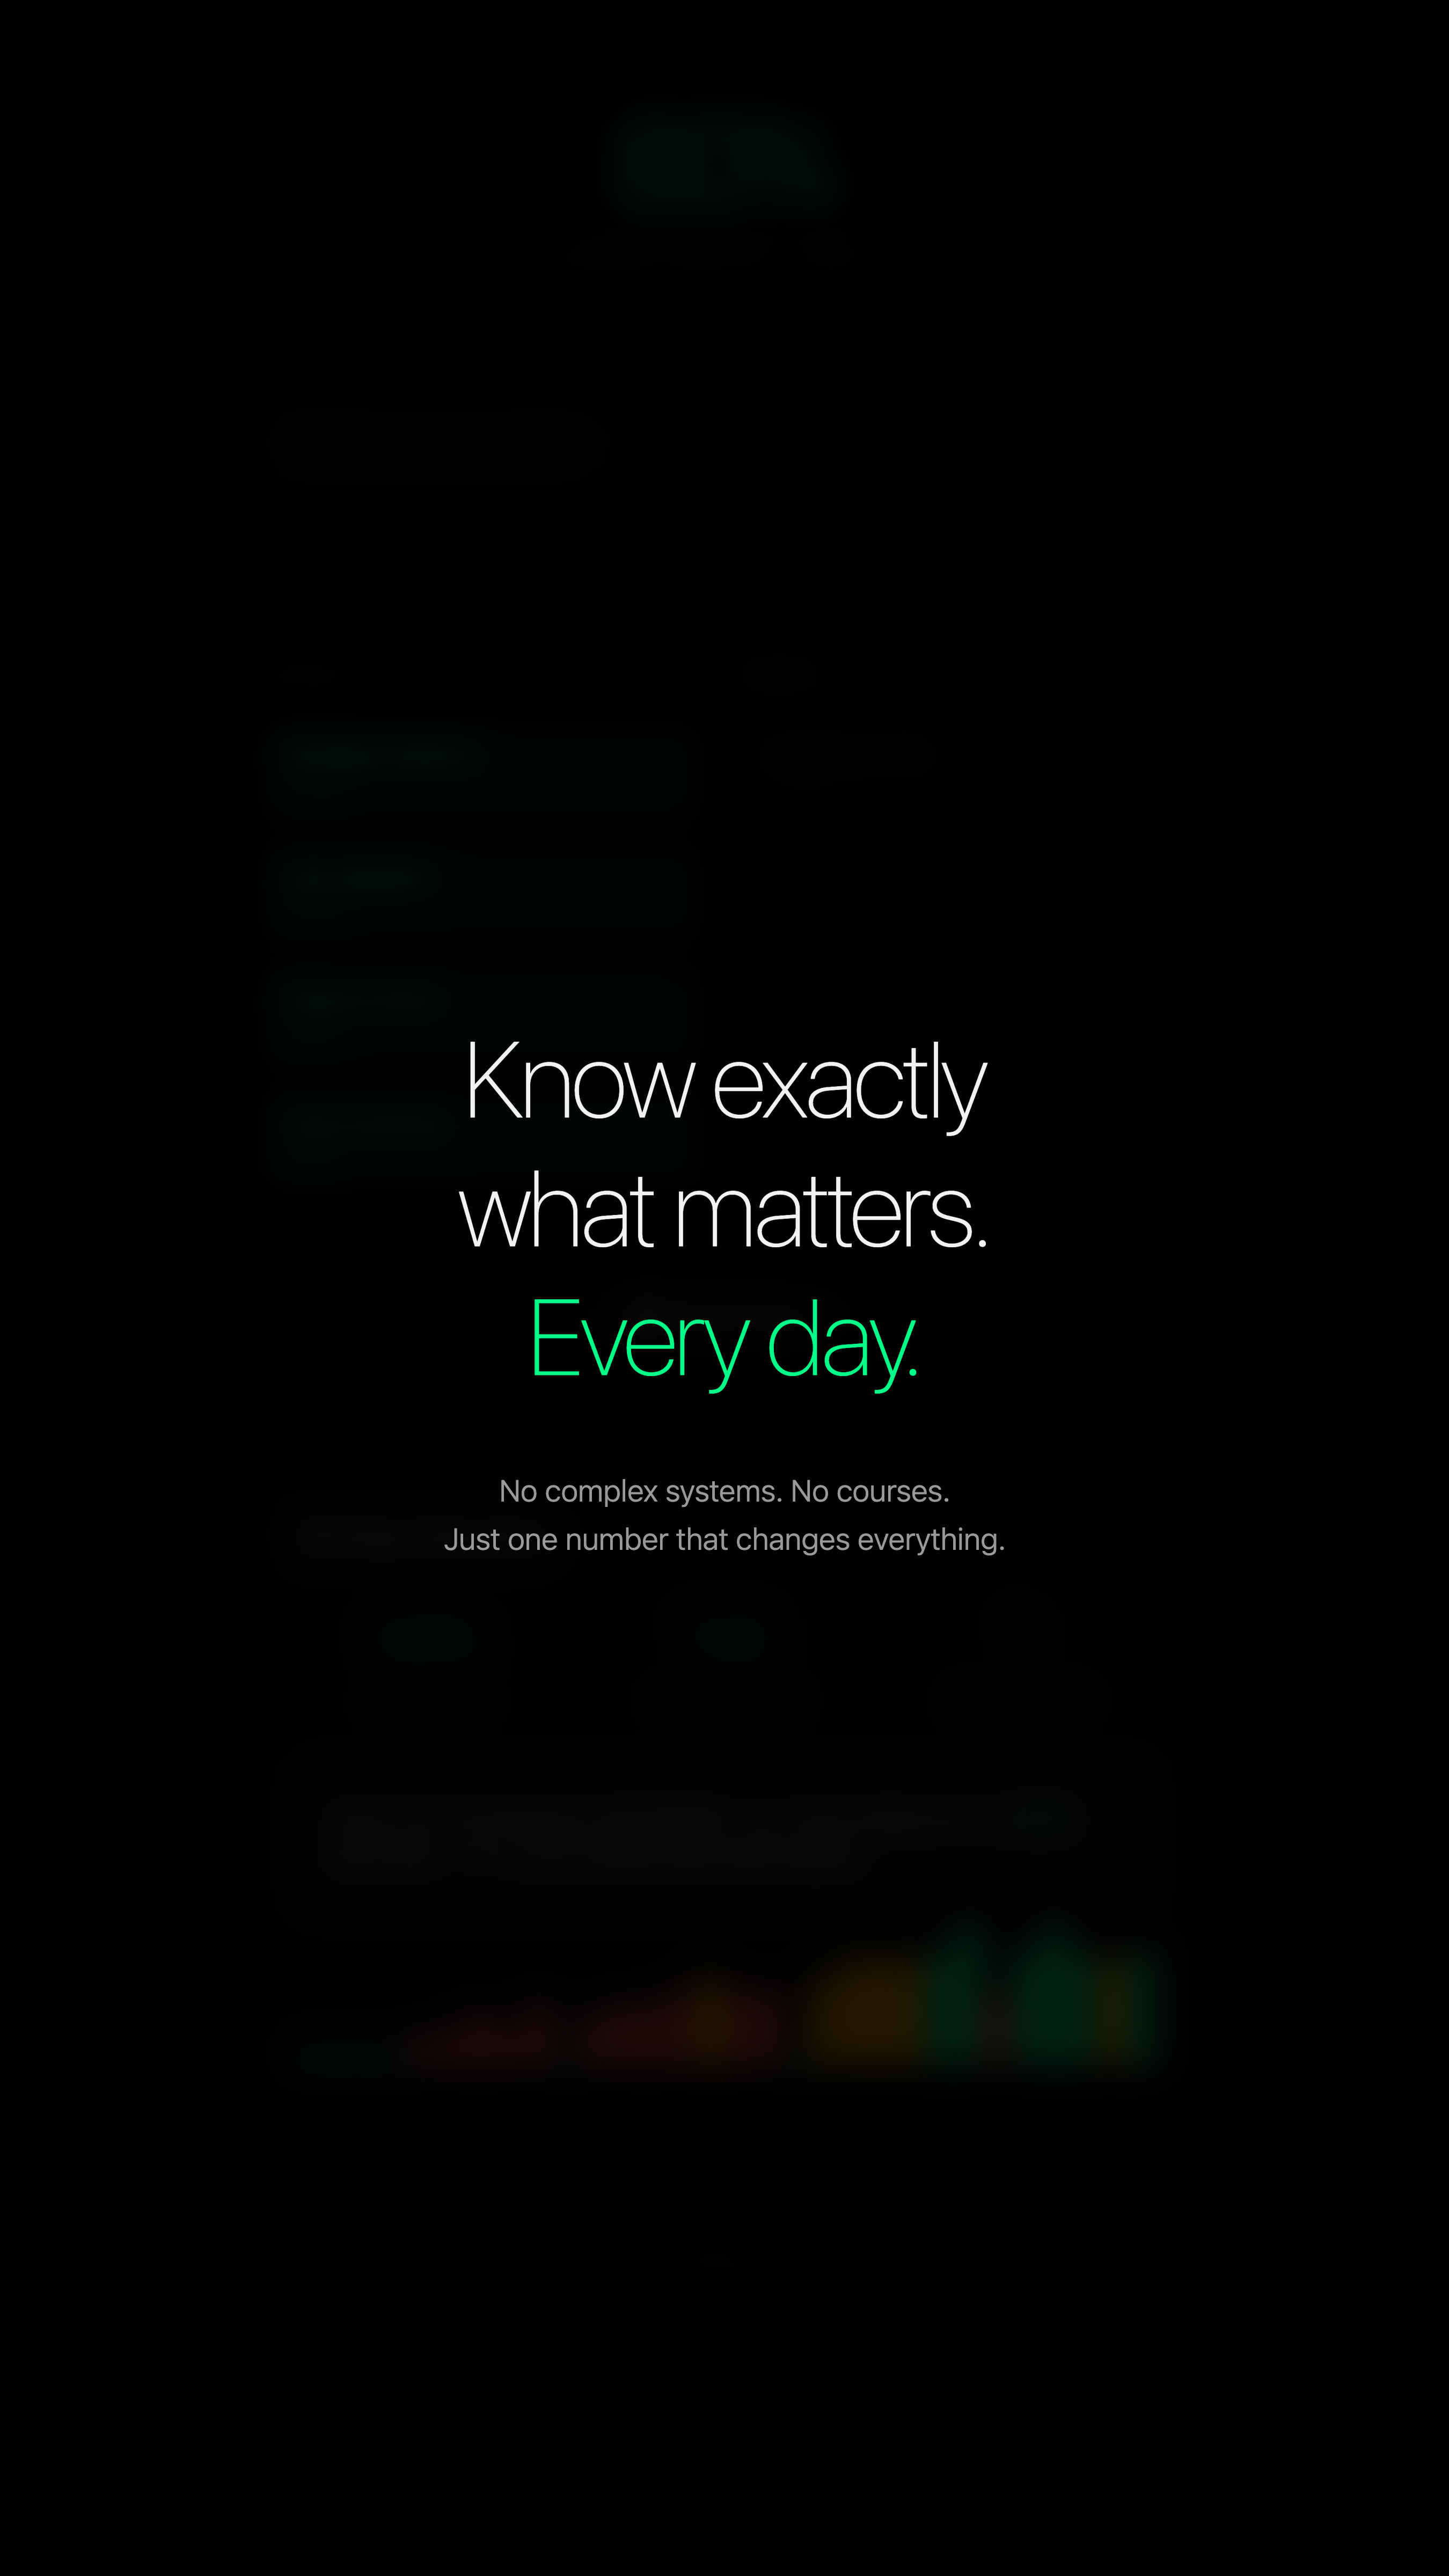 Know exactly
what matters.
Every day.
No complex systems. No courses.
Just one number that changes everything.